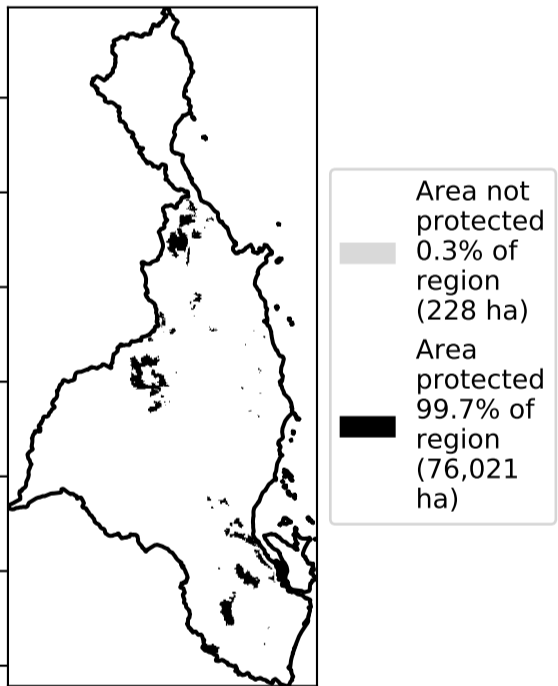 Area not
protected
0.3% of
region
(228 ha)
Area
protected
99.7% of
region
(76,021
ha)